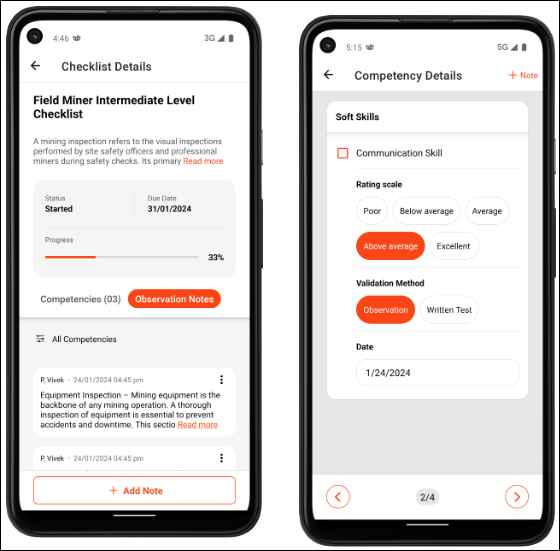 4:46
3G
Checklist Details
Field Miner Intermediate Level
Checklist
A mining inspection refers to the visual inspections
performed by site safety officers and professional
miners during safety checks. Its primary Read more
Status
Started
Due Date
31/01/2024
Progress
33%
Competencies (03)
Observation Notes
All Competencies
P, Vivek - 24/01/2024 04:45 pm
Equipment Inspection – Mining equipment is the
backbone of any mining operation. A thorough
inspection of equipment is essential to prevent
accidents and downtime. This sectio Read more
P, Vivek - 24/01/2024 04:45 pm
+ Add Note
5:15
5G
Competency Details
+ Note
Soft Skills
Communication Skill
Rating scale
Poor
Below average
Average
Above average
Excellent
Validation Method
Observation
Written Test
Date
1/24/2024
2/4